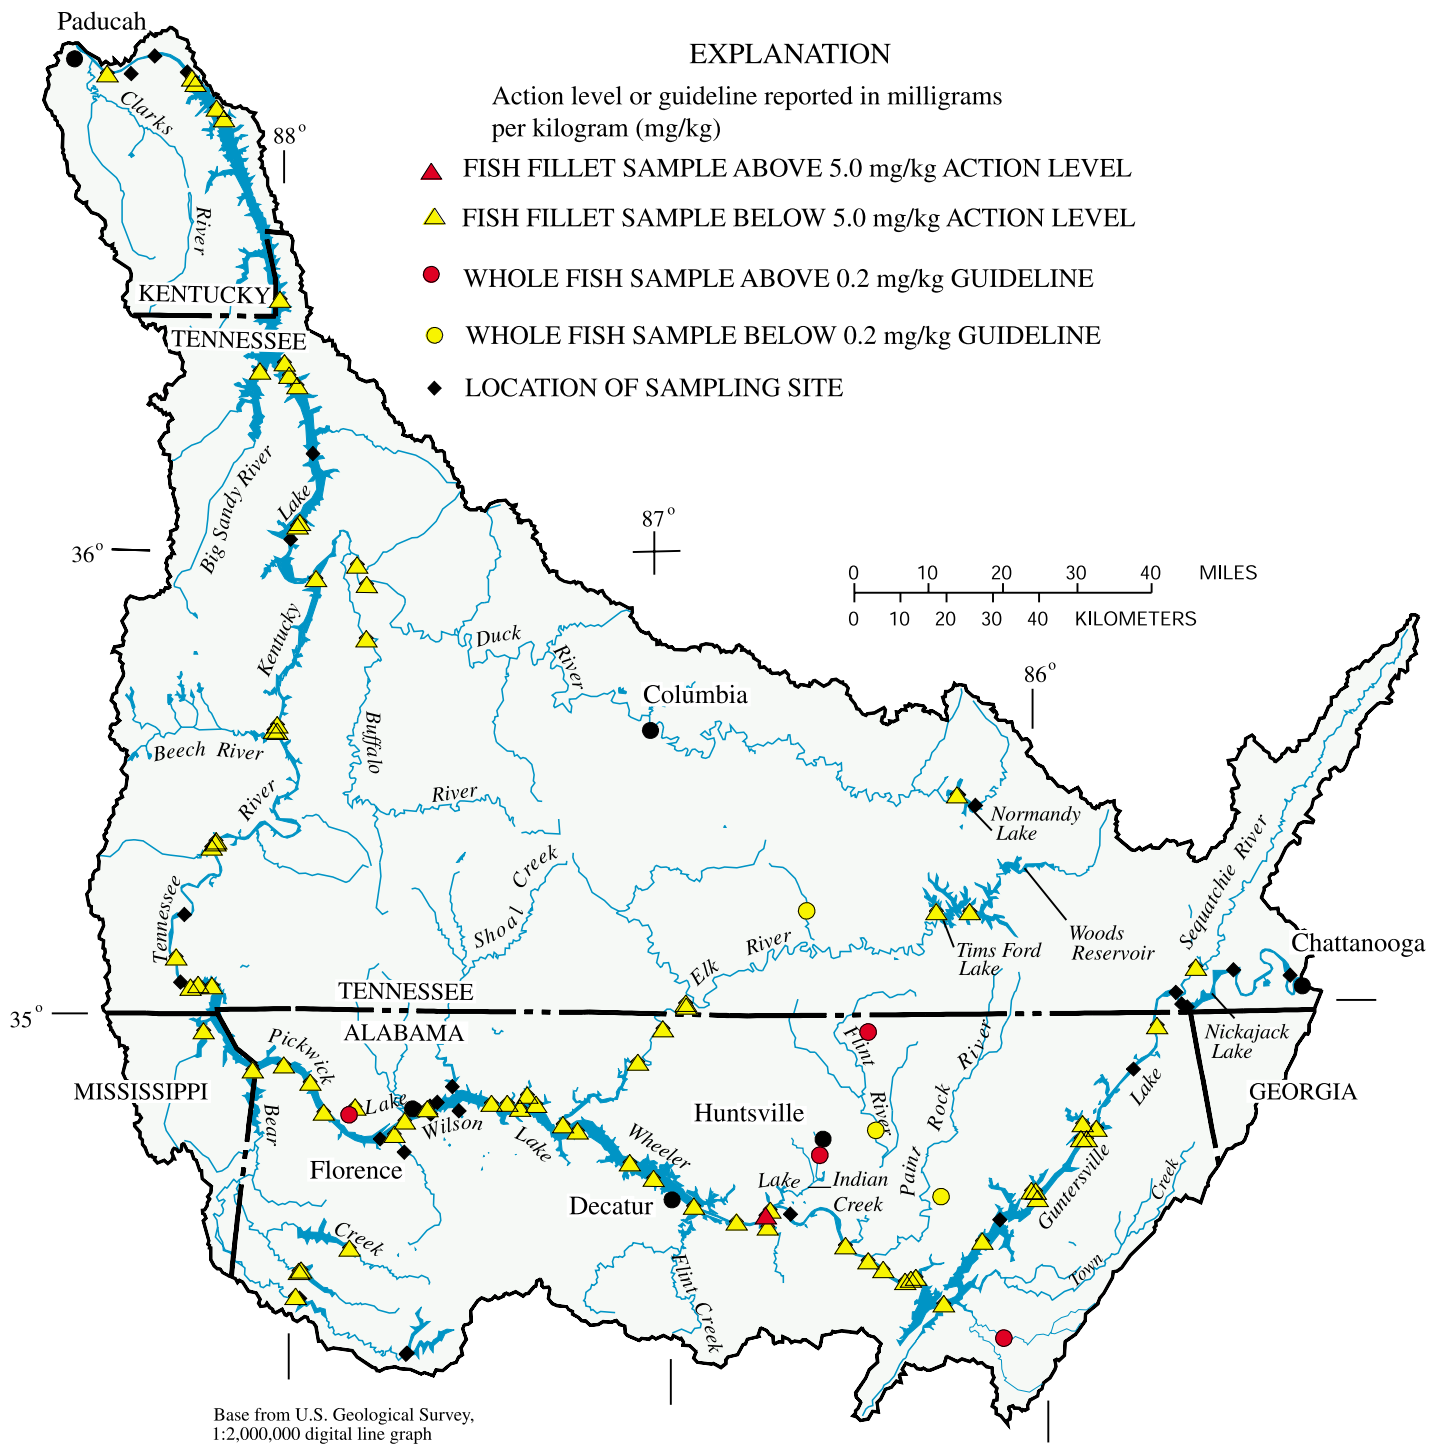 Paducah
EXPLANATION
Action level or guideline reported in milligrams
per kilogram (mg/kg)
FISH FILLET SAMPLE ABOVE 5.0 mg/kg ACTION LEVEL
FISH FILLET SAMPLE BELOW 5.0 mg/kg ACTION LEVEL
WHOLE FISH SAMPLE ABOVE 0.2 mg/kg GUIDELINE
WHOLE FISH SAMPLE BELOW 0.2 mg/kg GUIDELINE
LOCATION OF SAMPLING SITE
Clarks
River
88°
KENTUCKY
TENNESSEE
Big Sandy River
Lake
Kentucky
36°
87°
0 10 20 30 40 MILES
0 10 20 30 40 KILOMETERS
Duck
River
Columbia
86°
Buffalo
River
Beech River
River
Tennessee
Normandy
Lake
Shoal Creek
Elk
River
Tims Ford
Lake
Woods
Reservoir
Sequatchie River
Chattanooga
35°
TENNESSEE
ALABAMA
MISSISSIPPI
GEORGIA
Nickajack
Lake
Pickwick
Lake
Wilson
Lake
Wheeler
Lake
Bear
Creek
Florence
Decatur
Huntsville
Indian
Creek
Flint
River
Paint Rock River
Guntersville
Lake
Town Creek
Flint Creek
Base from U.S. Geological Survey,
1:2,000,000 digital line graph